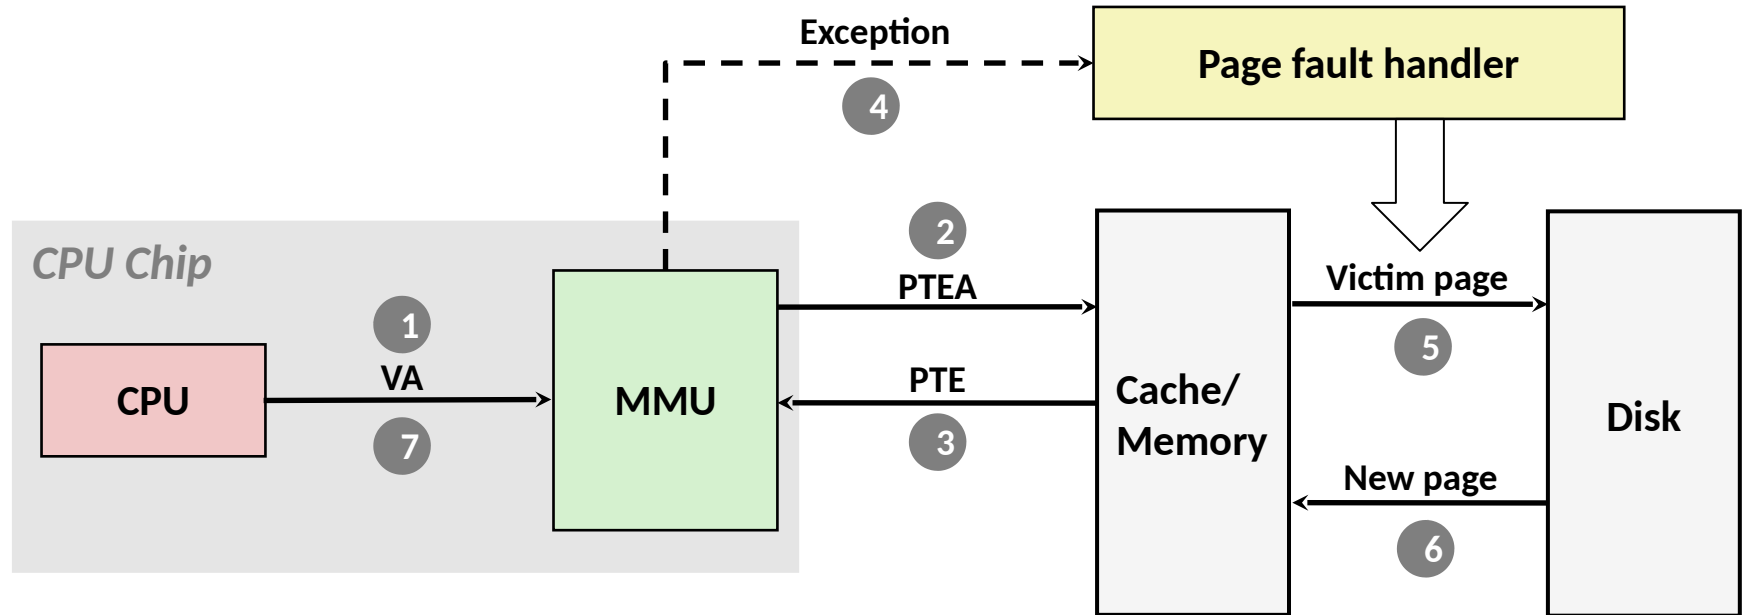 Exception
Page fault handler
4
2
CPU Chip
PTEA
Victim page
1
5
VA
PTE
CPU
MMU
Cache/
Memory
Disk
7
3
New page
6